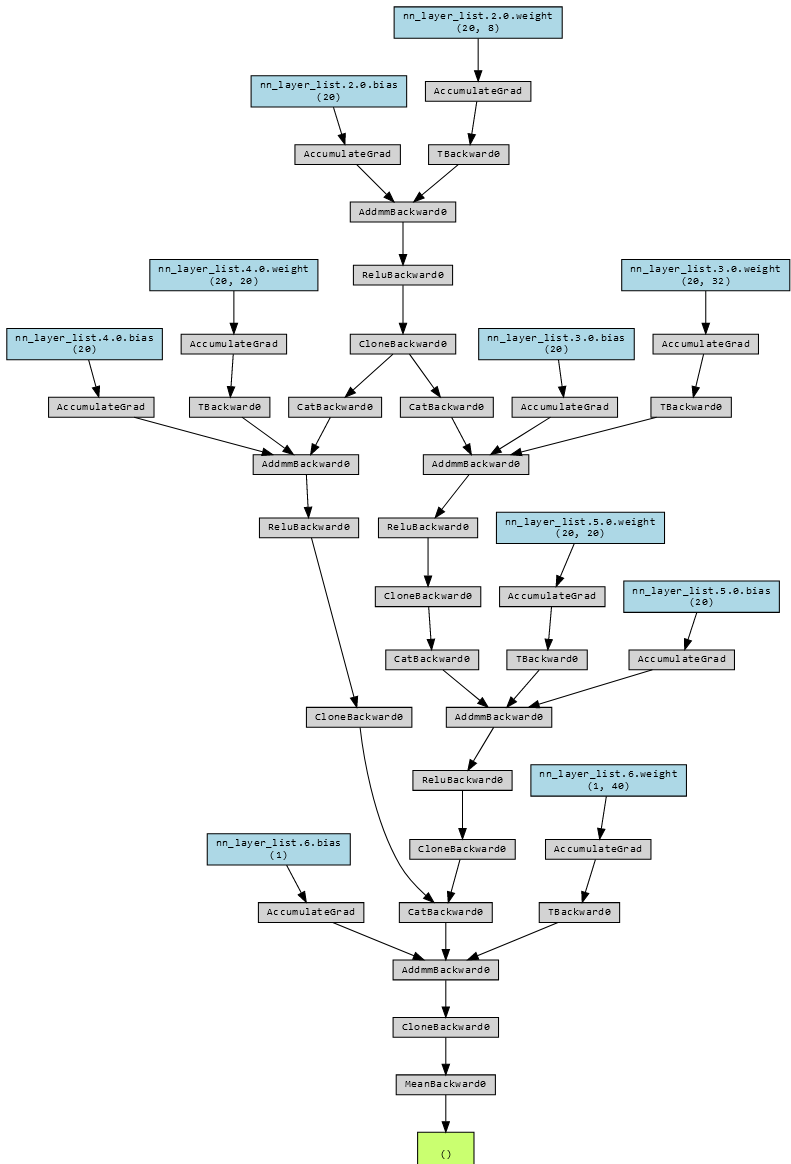 nn_layer_list.2.0.weight
(20, 8)
nn_layer_list.2.0.bias
(20)
AccumulateGrad
AccumulateGrad
TBackward0
AddmmBackward0
nn_layer_list.4.0.weight
(20, 20)
ReluBackward0
nn_layer_list.3.0.weight
(20, 32)
nn_layer_list.4.0.bias
(20)
AccumulateGrad
CloneBackward0
nn_layer_list.3.0.bias
(20)
AccumulateGrad
AccumulateGrad
TBackward0
CatBackward0
CatBackward0
AccumulateGrad
TBackward0
AddmmBackward0
AddmmBackward0
ReluBackward0
ReluBackward0
nn_layer_list.5.0.weight
(20, 20)
CloneBackward0
AccumulateGrad
nn_layer_list.5.0.bias
(20)
CatBackward0
TBackward0
AccumulateGrad
CloneBackward0
AddmmBackward0
ReluBackward0
nn_layer_list.6.weight
(1, 40)
nn_layer_list.6.bias
(1)
CloneBackward0
AccumulateGrad
AccumulateGrad
CatBackward0
TBackward0
AddmmBackward0
CloneBackward0
MeanBackward0
()